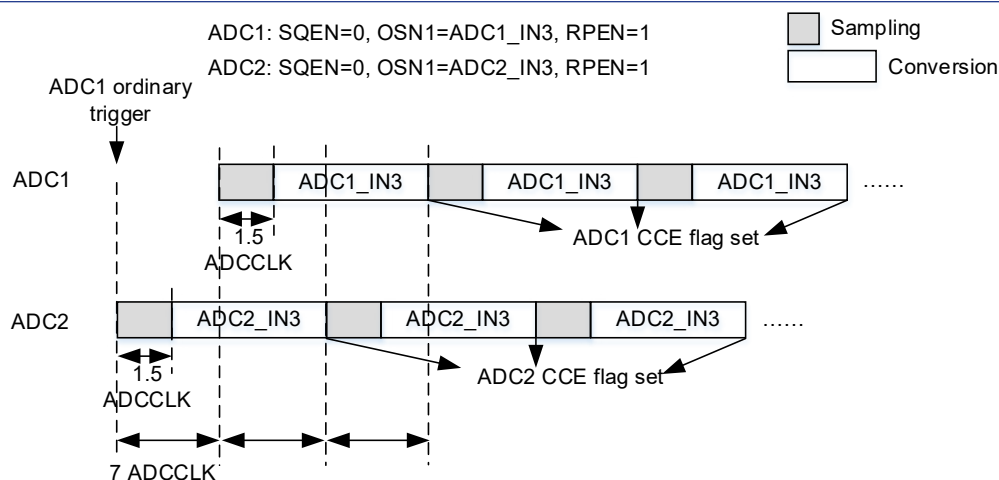 ADC1: SQEN=0, OSN1=ADC1_IN3, RPEN=1
Sampling
ADC2: SQEN=0, OSN1=ADC2_IN3, RPEN=1
Conversion
ADC1 ordinary
trigger
ADC1
ADC1_IN3
ADC1_IN3
ADC1_IN3
......
1.5
ADCCLK
ADC1 CCE flag set
ADC2
ADC2_IN3
ADC2_IN3
ADC2_IN3
......
1.5
ADCCLK
ADC2 CCE flag set
7 ADCCLK